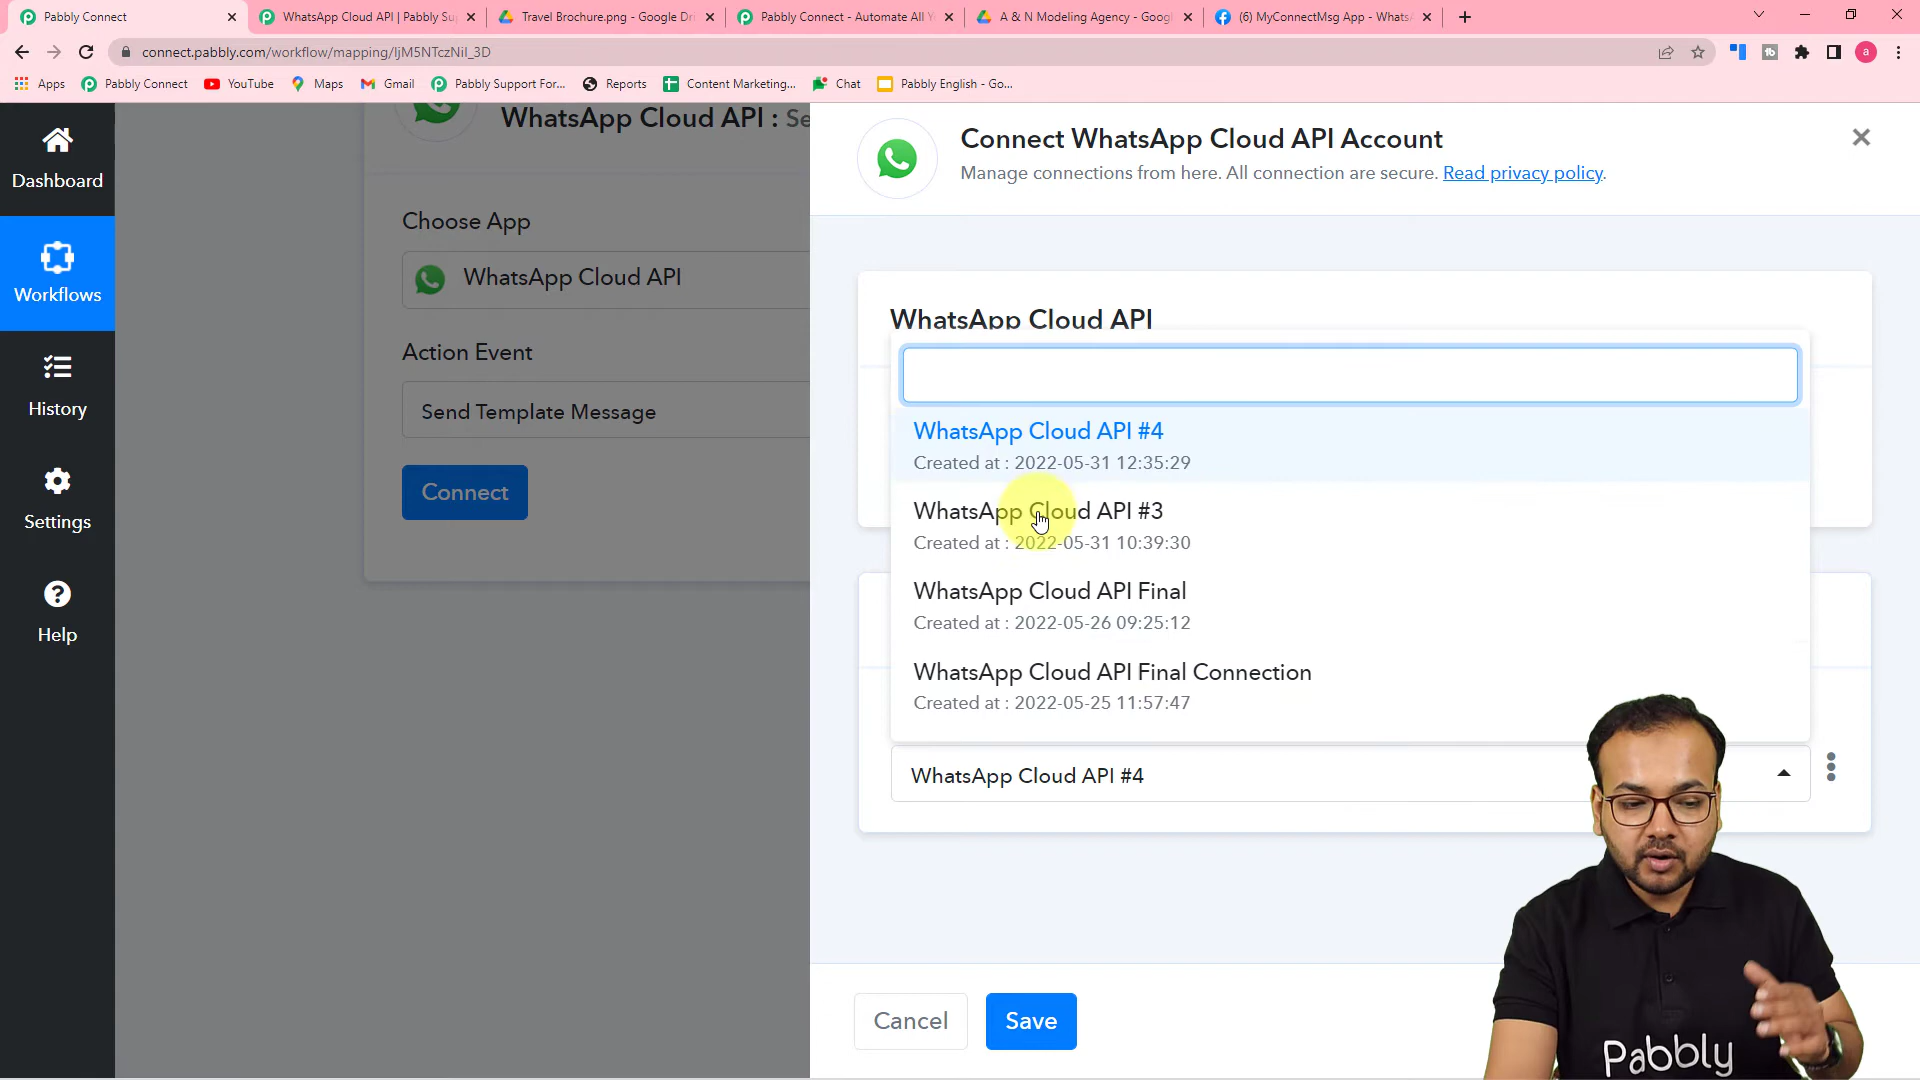 Pabbly Connect
WhatsApp Cloud API | Pabbly Su
Travel Brochure.png - Google Dri
Pabbly Connect - Automate All Y
A & N Modeling Agency - Goog
(6) MyConnectMsg App - WhatsA
connect.pabbly.com/workflow/mapping/IjM5NTczNiI_3D
Apps
Pabbly Connect
YouTube
Maps
Gmail
Pabbly Support For...
Reports
Content Marketing...
Chat
Pabbly English - Go...
Dashboard
Workflows
History
Settings
Help
WhatsApp Cloud API : Se
Choose App
WhatsApp Cloud API
Action Event
Send Template Message
Connect
Connect WhatsApp Cloud API Account
Manage connections from here. All connection are secure. Read privacy policy.
WhatsApp Cloud API
WhatsApp Cloud API #4
Created at : 2022-05-31 12:35:29
WhatsApp Cloud API #3
Created at : 2022-05-31 10:39:30
WhatsApp Cloud API Final
Created at : 2022-05-26 09:25:12
WhatsApp Cloud API Final Connection
Created at : 2022-05-25 11:57:47
WhatsApp Cloud API #4
Cancel
Save
Pabbly